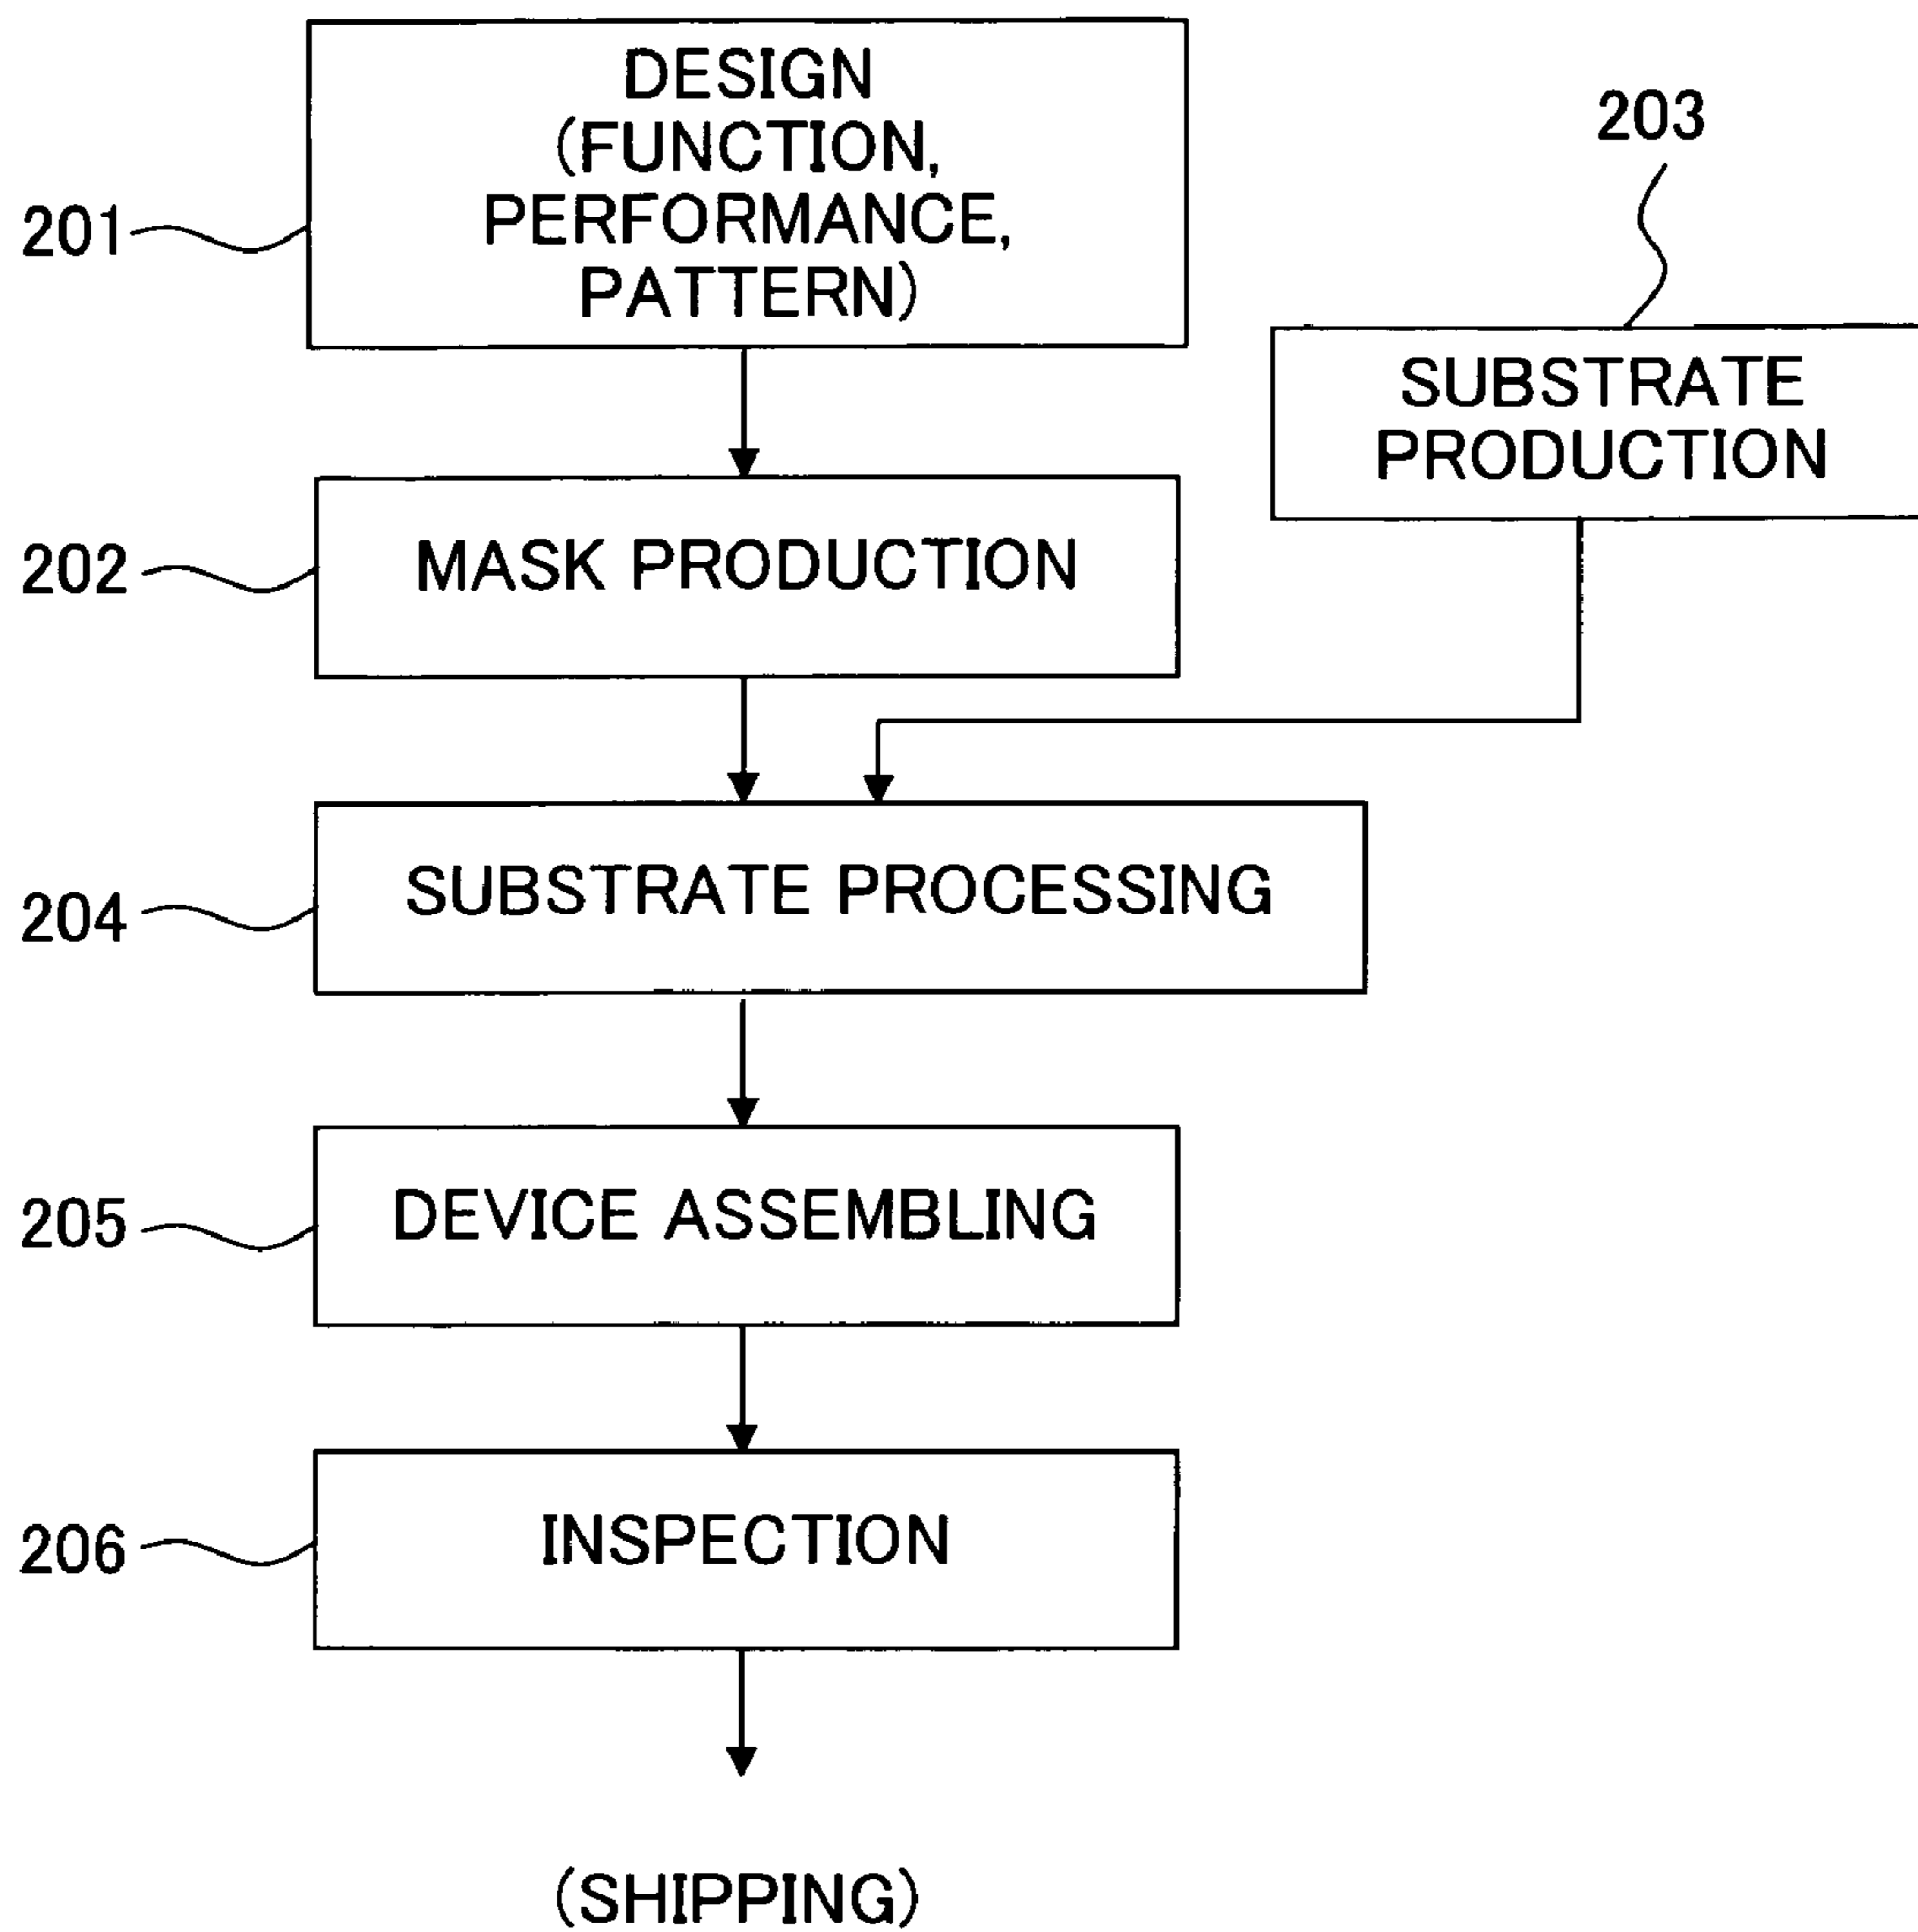 DESIGN
(FUNCTION,
PERFORMANCE,
PATTERN)
201
203
SUBSTRATE
PRODUCTION
202
MASK PRODUCTION
204
SUBSTRATE PROCESSING
205
DEVICE ASSEMBLING
206
INSPECTION
(SHIPPING)